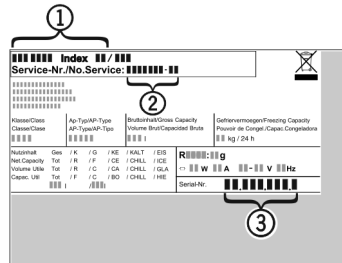 1
Index /
Service-Nr./No.Service: -
2
Klasse/Class Ap-Typ/AP-Type Bruttoinhalt/Gross Capacity Gefriervermoegen/Freezing Capacity
Classe/Clase AP-Type/AP-Tipo Volume Brut/Capacidad Brute Pouvoir de Congel./Capac.Congeladora
l kg / 24 h
Nutzinhalt Ges / K / G / KE / KALT / EIS
Net.Capacity Tot / R / F / CE / CHILL / ICE
Volume Utile Tot / R / C / CA / CHILL / GLA
Capac. Util Tot / F / C / BO / CHILL / HIE
l / l
R : g
W A - V Hz
Serial-Nr. . . .
3